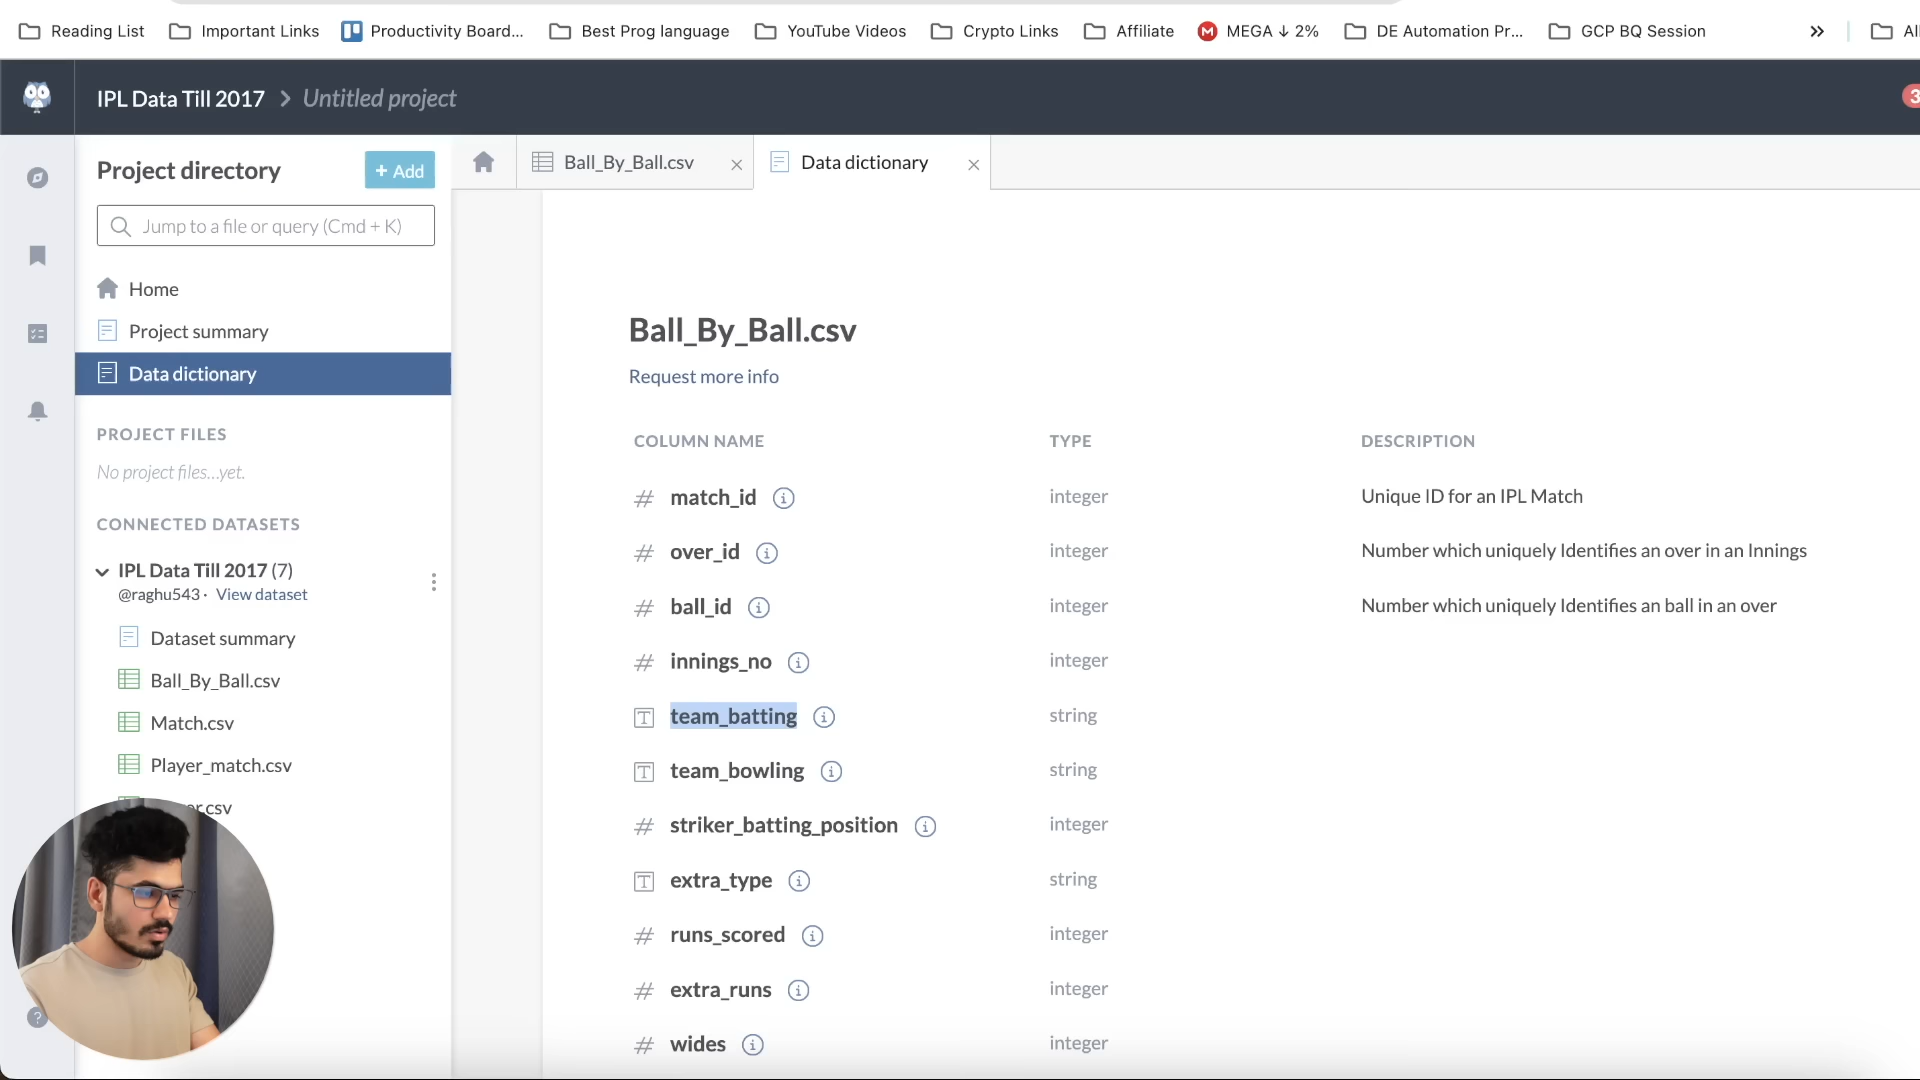 Reading List
Important Links
Productivity Board...
Best Prog language
YouTube Videos
Crypto Links
Affiliate
MEGA ↓ 2%
DE Automation Pr...
GCP BQ Session
IPL Data Till 2017 > Untitled project
3
Project directory
+ Add
Ball_By_Ball.csv
Data dictionary
Jump to a file or query (Cmd + K)
Home
Project summary
Data dictionary
PROJECT FILES
No project files...yet.
CONNECTED DATASETS
IPL Data Till 2017 (7)
@raghu543 · View dataset
Dataset summary
Ball_By_Ball.csv
Match.csv
Player_match.csv
Ball_By_Ball.csv
Request more info
COLUMN NAME TYPE DESCRIPTION
match_id integer Unique ID for an IPL Match
over_id integer Number which uniquely Identifies an over in an Innings
ball_id integer Number which uniquely Identifies an ball in an over
innings_no integer
team_batting string
team_bowling string
striker_batting_position integer
extra_type string
runs_scored integer
extra_runs integer
wides integer